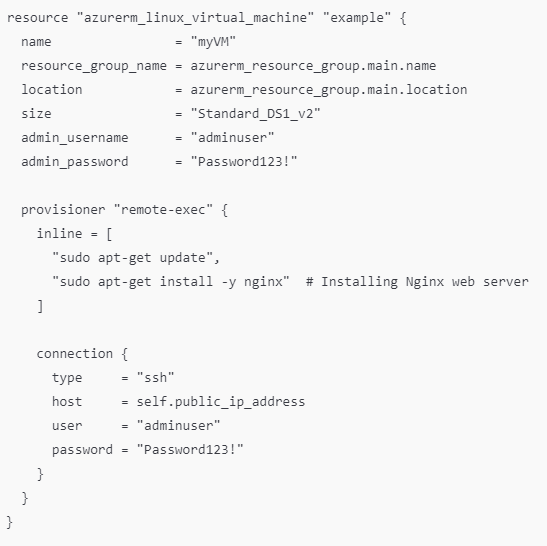 resource "azurerm_linux_virtual_machine" "example" {
  name                = "myVM"
  resource_group_name = azurerm_resource_group.main.name
  location            = azurerm_resource_group.main.location
  size                = "Standard_DS1_v2"
  admin_username      = "adminuser"
  admin_password      = "Password123!"

  provisioner "remote-exec" {
    inline = [
      "sudo apt-get update",
      "sudo apt-get install -y nginx"  # Installing Nginx web server
    ]

    connection {
      type     = "ssh"
      host     = self.public_ip_address
      user     = "adminuser"
      password = "Password123!"
    }
  }
}